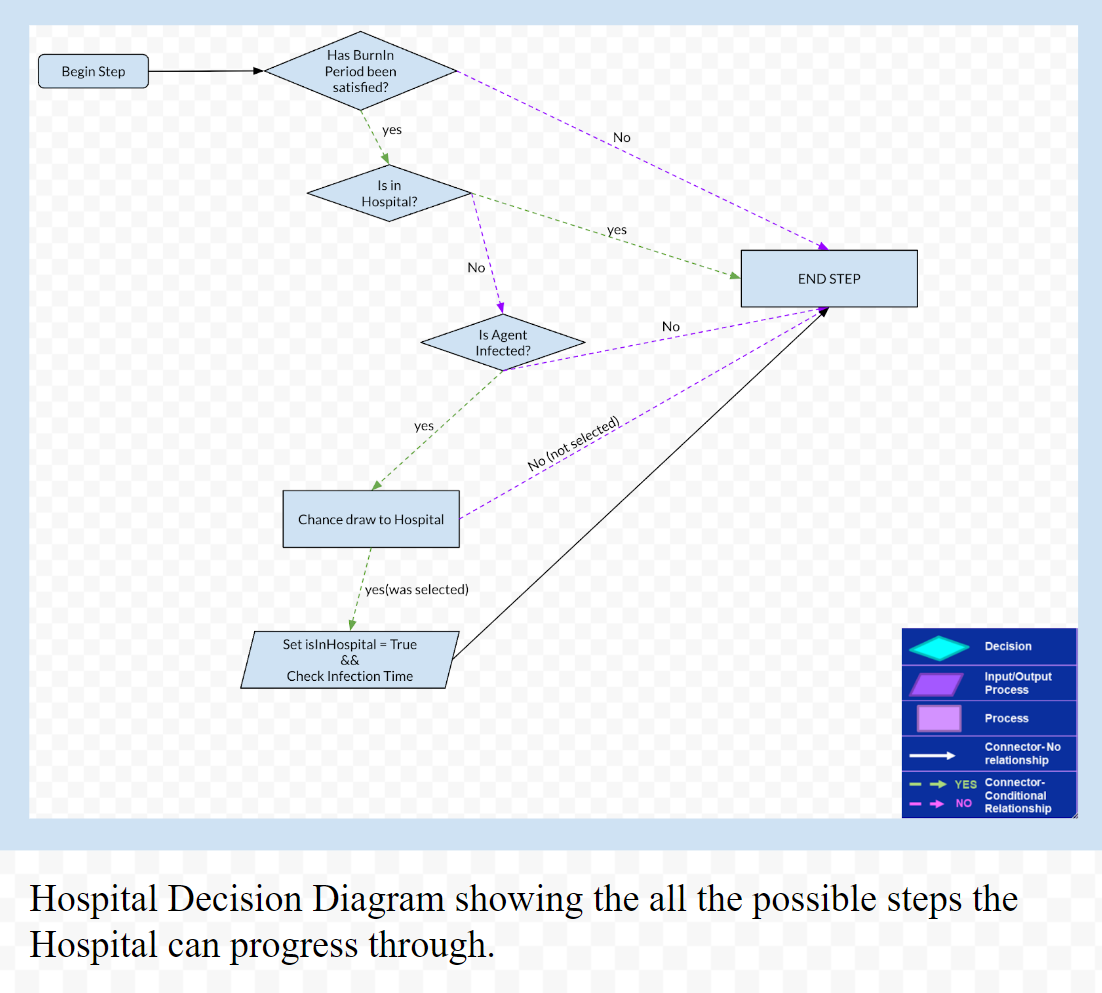 Begin Step
Has BurnIn
Period been
satisfied?
yes
No
Is in
Hospital?
yes
No
END STEP
Is Agent
Infected?
No
yes
No (not selected)
Chance draw to Hospital
yes(was selected)
Set isInHospital = True
&&
Check Infection Time
Decision
Input/Output
Process
Process
Connector-No
relationship
YES
NO
Connector-
Conditional
Relationship
Hospital Decision Diagram showing the all the possible steps the
Hospital can progress through.